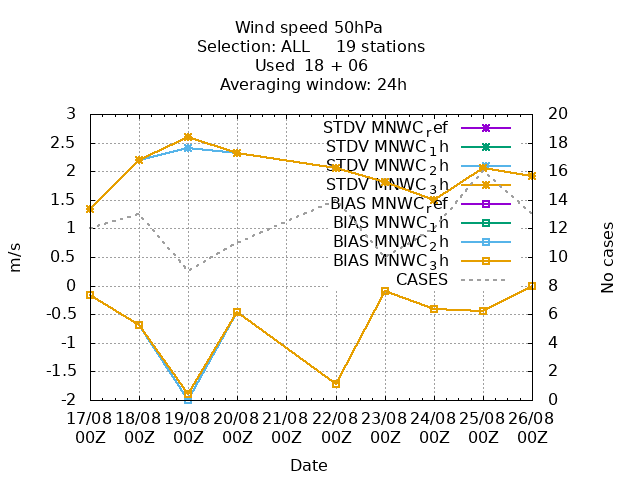 Wind speed 50hPa
Selection: ALL 19 stations
Used 18 + 06
Averaging window: 24h
3
2.5
2
1.5
1
0.5
0
-0.5
-1
-1.5
-2
m/s
20
18
16
14
12
10
8
6
4
2
0
No cases
STDV MNWC_ref
STDV MNWC_1h
STDV MNWC_2h
STDV MNWC_3h
BIAS MNWC_ref
BIAS MNWC_1h
BIAS MNWC_2h
BIAS MNWC_3h
CASES
17/08 18/08 19/08 20/08 21/08 22/08 23/08 24/08 25/08 26/08
00Z 00Z 00Z 00Z 00Z 00Z 00Z 00Z 00Z 00Z
Date